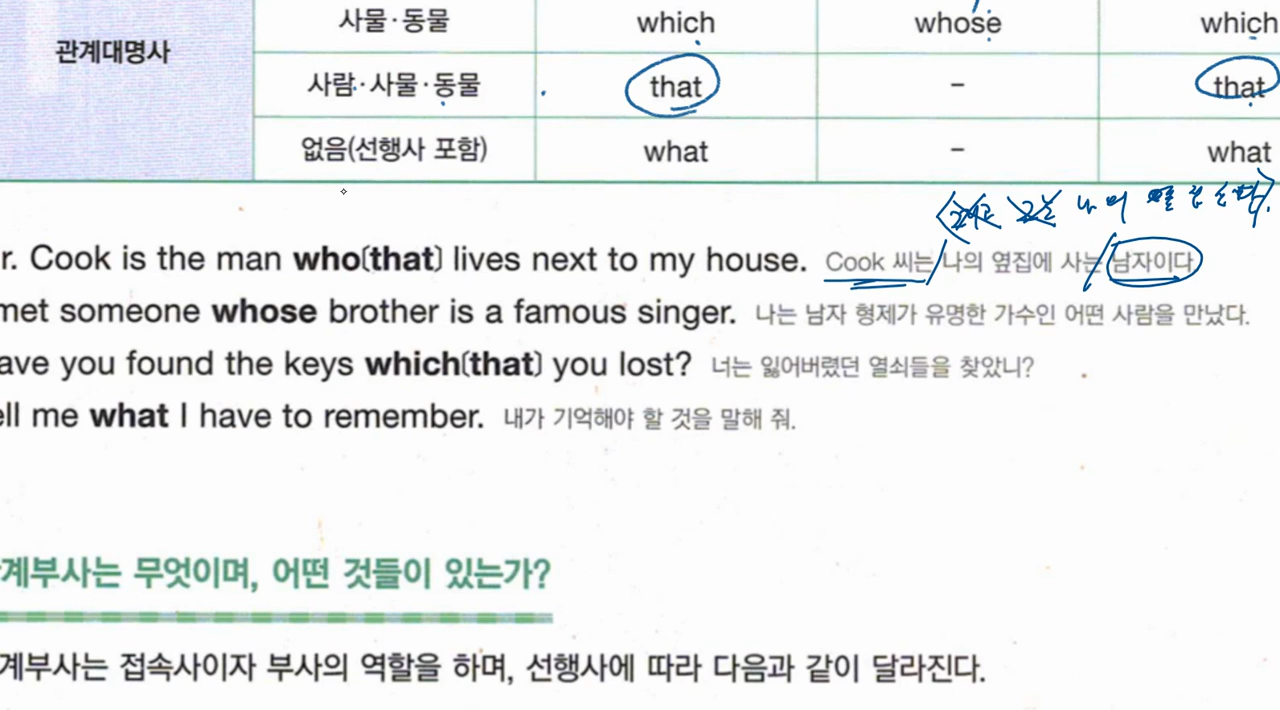 사물·동물 which whose which
관계대명사
사람·사물·동물 that – that
없음(선행사 포함) what – what
나의
r. Cook is the man who(that) lives next to my house. Cook 씨는 나의 옆집에 사는 남자이다
met someone whose brother is a famous singer. 나는 남자 형제가 유명한 가수인 어떤 사람을 만났다.
ave you found the keys which(that) you lost? 너는 잃어버렸던 열쇠들을 찾았니?
ell me what I have to remember. 내가 기억해야 할 것을 말해 줘.
계부사는 무엇이며, 어떤 것들이 있는가?
계부사는 접속사이자 부사의 역할을 하며, 선행사에 따라 다음과 같이 달라진다.